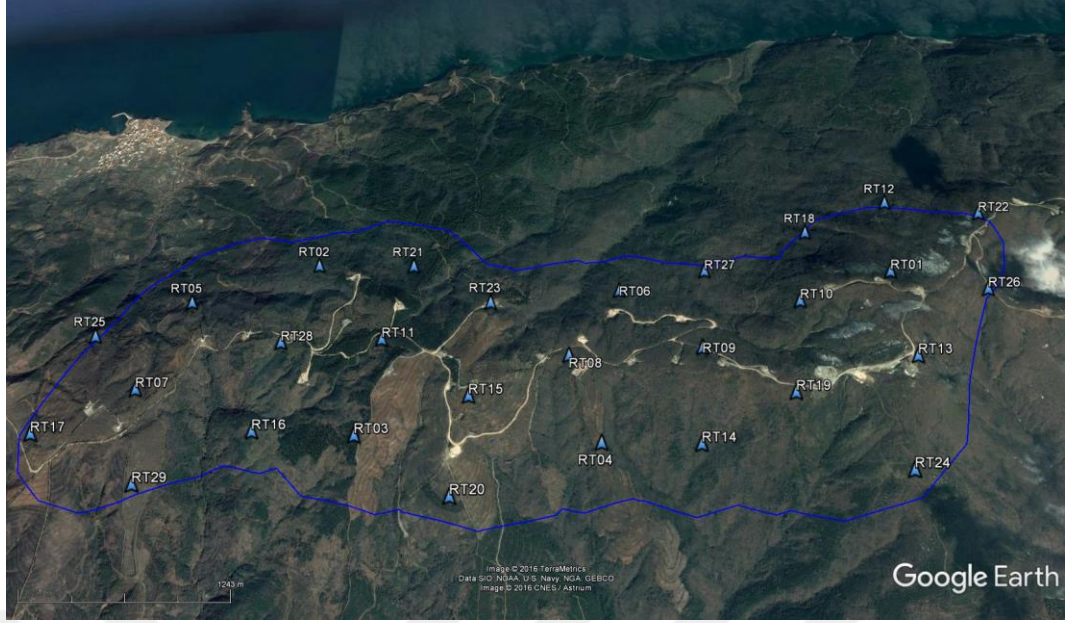 RT12
RT22
RT18
RT02
RT21
RT27
RT01
RT26
RT05
RT23
RT06
RT10
RT25
RT28
RT11
RT08
RT09
RT13
RT07
RT15
RT19
RT17
RT16
RT03
RT04
RT14
RT24
RT29
RT20
Image © 2016 TerraMetrics
Data SIO, NOAA, U.S. Navy, NGA, GEBCO
Image © 2016 CNES / Astrium
Google Earth
1243 m